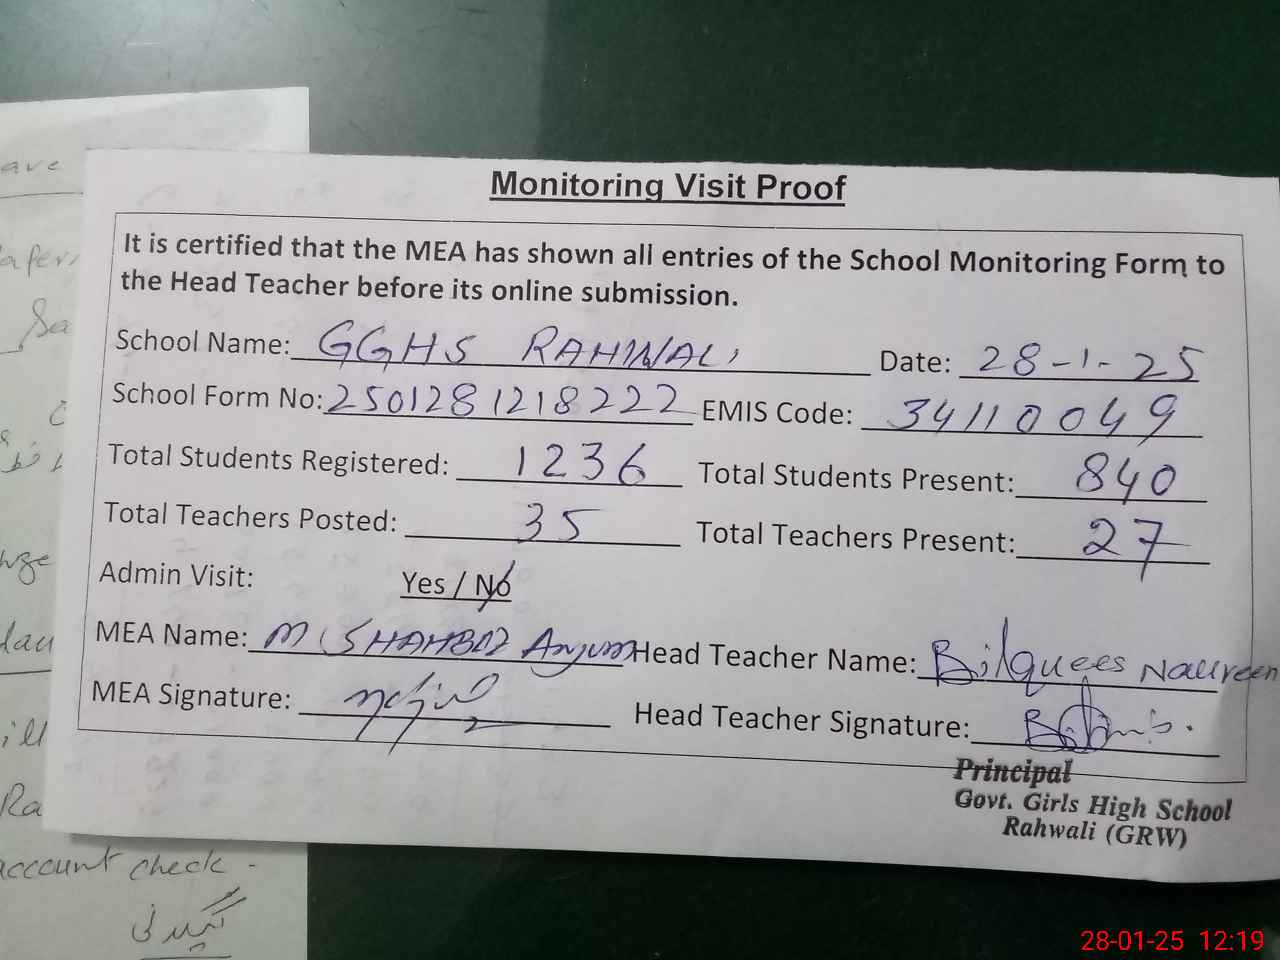 Monitoring Visit Proof
It is certified that the MEA has shown all entries of the School Monitoring Form to
the Head Teacher before its online submission.
School Name: GGHS RAHWALI Date: 28-1-25
School Form No: 2501281218222 EMIS Code: 34110049
Total Students Registered: 1236 Total Students Present: 840
Total Teachers Posted: 35 Total Teachers Present: 27
Admin Visit: Yes / No
MEA Name: M SHAHBAZ Anjum Head Teacher Name: Bilquees Naureen
MEA Signature: Head Teacher Signature:
Principal
Govt. Girls High School
Rahwali (GRW)
account check -
28-01-25 12:19